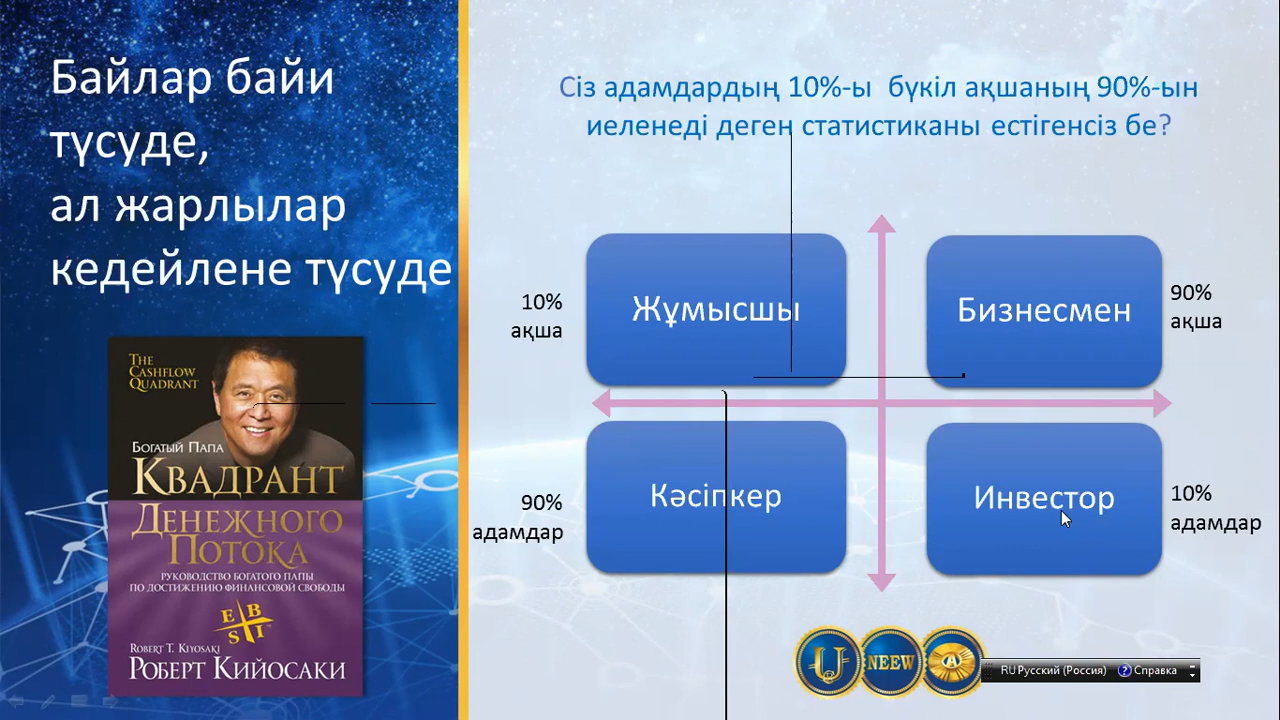 Байлар байи
түсуде,
ал жарлылар
кедейлене түсуде
THE
CASHFLOW
QUADRANT
БОГАТЫЙ ПАПА
КВАДРАНТ
ДЕНЕЖНОГО
ПОТОКА
РУКОВОДСТВО БОГАТОГО ПАПЫ
ПО ДОСТИЖЕНИЮ ФИНАНСОВОЙ СВОБОДЫ
E B
S I
ROBERT T. KIYOSAKI
РОБЕРТ КИЙОСАКИ
Сіз адамдардың 10%-ы бүкіл ақшаның 90%-ын
иеленеді деген статистиканы естігенсіз бе?
10%
ақша
Жұмысшы
Бизнесмен
90%
ақша
90%
адамдар
Кәсіпкер
Инвестор
10%
адамдар
U
NEEW
A
RU Русский (Россия) ? Справка